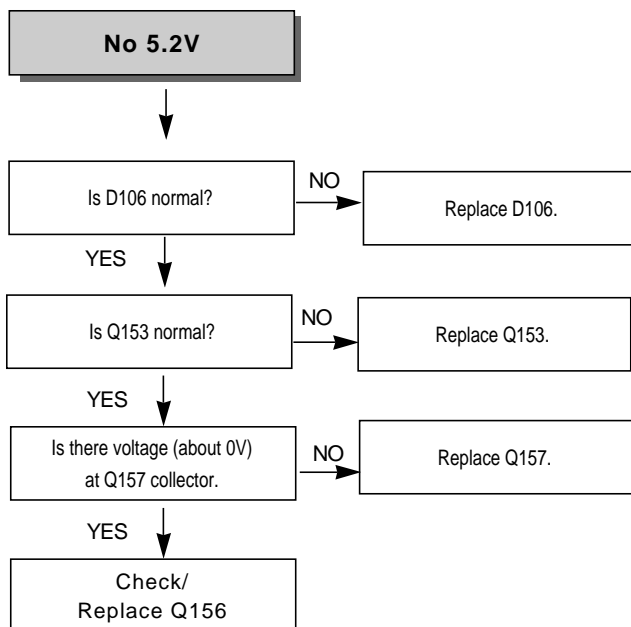 No 5.2V
Is D106 normal?
NO
Replace D106.
YES
Is Q153 normal?
NO
Replace Q153.
YES
Is there voltage (about 0V)
at Q157 collector.
NO
Replace Q157.
YES
Check/
Replace Q156